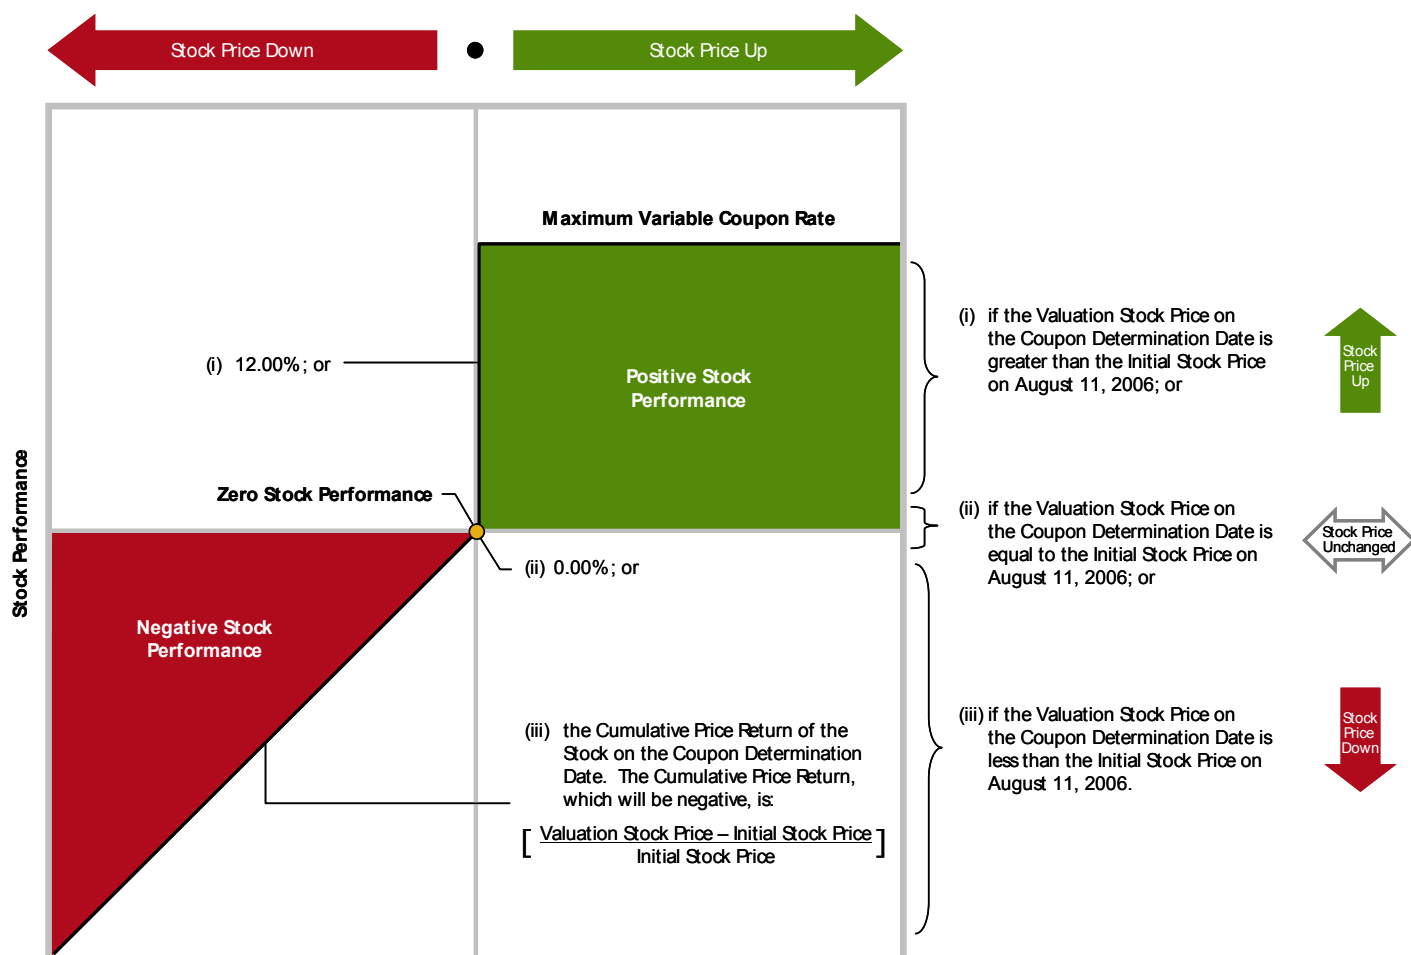 Stock Price Down
Stock Price Up
Maximum Variable Coupon Rate
(i) 12.00%; or
Positive Stock
Performance
Zero Stock Performance
(ii) 0.00%; or
Stock Performance
Negative Stock
Performance
(iii) the Cumulative Price Return of the
Stock on the Coupon Determination
Date. The Cumulative Price Return,
which will be negative, is:
[ Valuation Stock Price – Initial Stock Price ]
Initial Stock Price
(i) if the Valuation Stock Price on
the Coupon Determination Date is
greater than the Initial Stock Price
on August 11, 2006; or
Stock
Price
Up
(ii) if the Valuation Stock Price on
the Coupon Determination Date is
equal to the Initial Stock Price on
August 11, 2006; or
Stock Price
Unchanged
(iii) if the Valuation Stock Price on
the Coupon Determination Date is
less than the Initial Stock Price on
August 11, 2006.
Stock
Price
Down